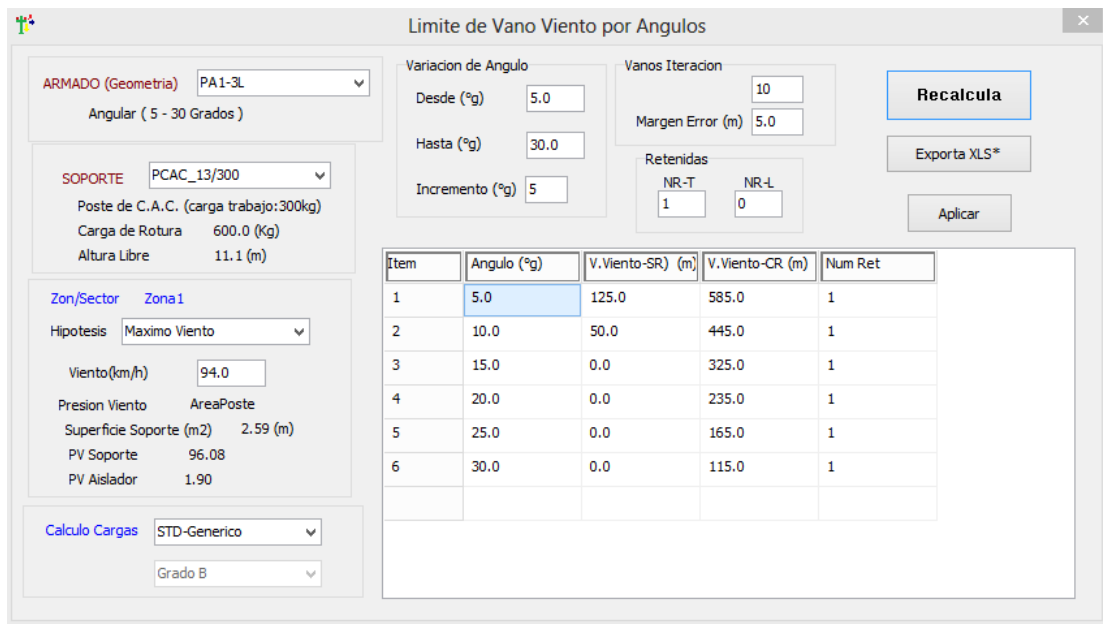 Limite de Vano Viento por Angulos
ARMADO (Geometria) PA1-3L
Angular ( 5 - 30 Grados )
SOPORTE PCAC_13/300
Poste de C.A.C. (carga trabajo:300kg)
Carga de Rotura 600.0 (Kg)
Altura Libre 11.1 (m)
Zon/Sector Zona1
Hipotesis Maximo Viento
Viento(km/h) 94.0
Presion Viento AreaPoste
Superficie Soporte (m2) 2.59 (m)
PV Soporte 96.08
PV Aislador 1.90
Calculo Cargas STD-Generico
Grado B
Variacion de Angulo
Desde (ºg) 5.0
Hasta (ºg) 30.0
Incremento (ºg) 5
Vanos Iteracion
10
Margen Error (m) 5.0
Retenidas
NR-T NR-L
1 0
Recalcula
Exporta XLS*
Aplicar
Item Angulo (ºg) V.Viento-SR) (m) V.Viento-CR (m) Num Ret
1 5.0 125.0 585.0 1
2 10.0 50.0 445.0 1
3 15.0 0.0 325.0 1
4 20.0 0.0 235.0 1
5 25.0 0.0 165.0 1
6 30.0 0.0 115.0 1